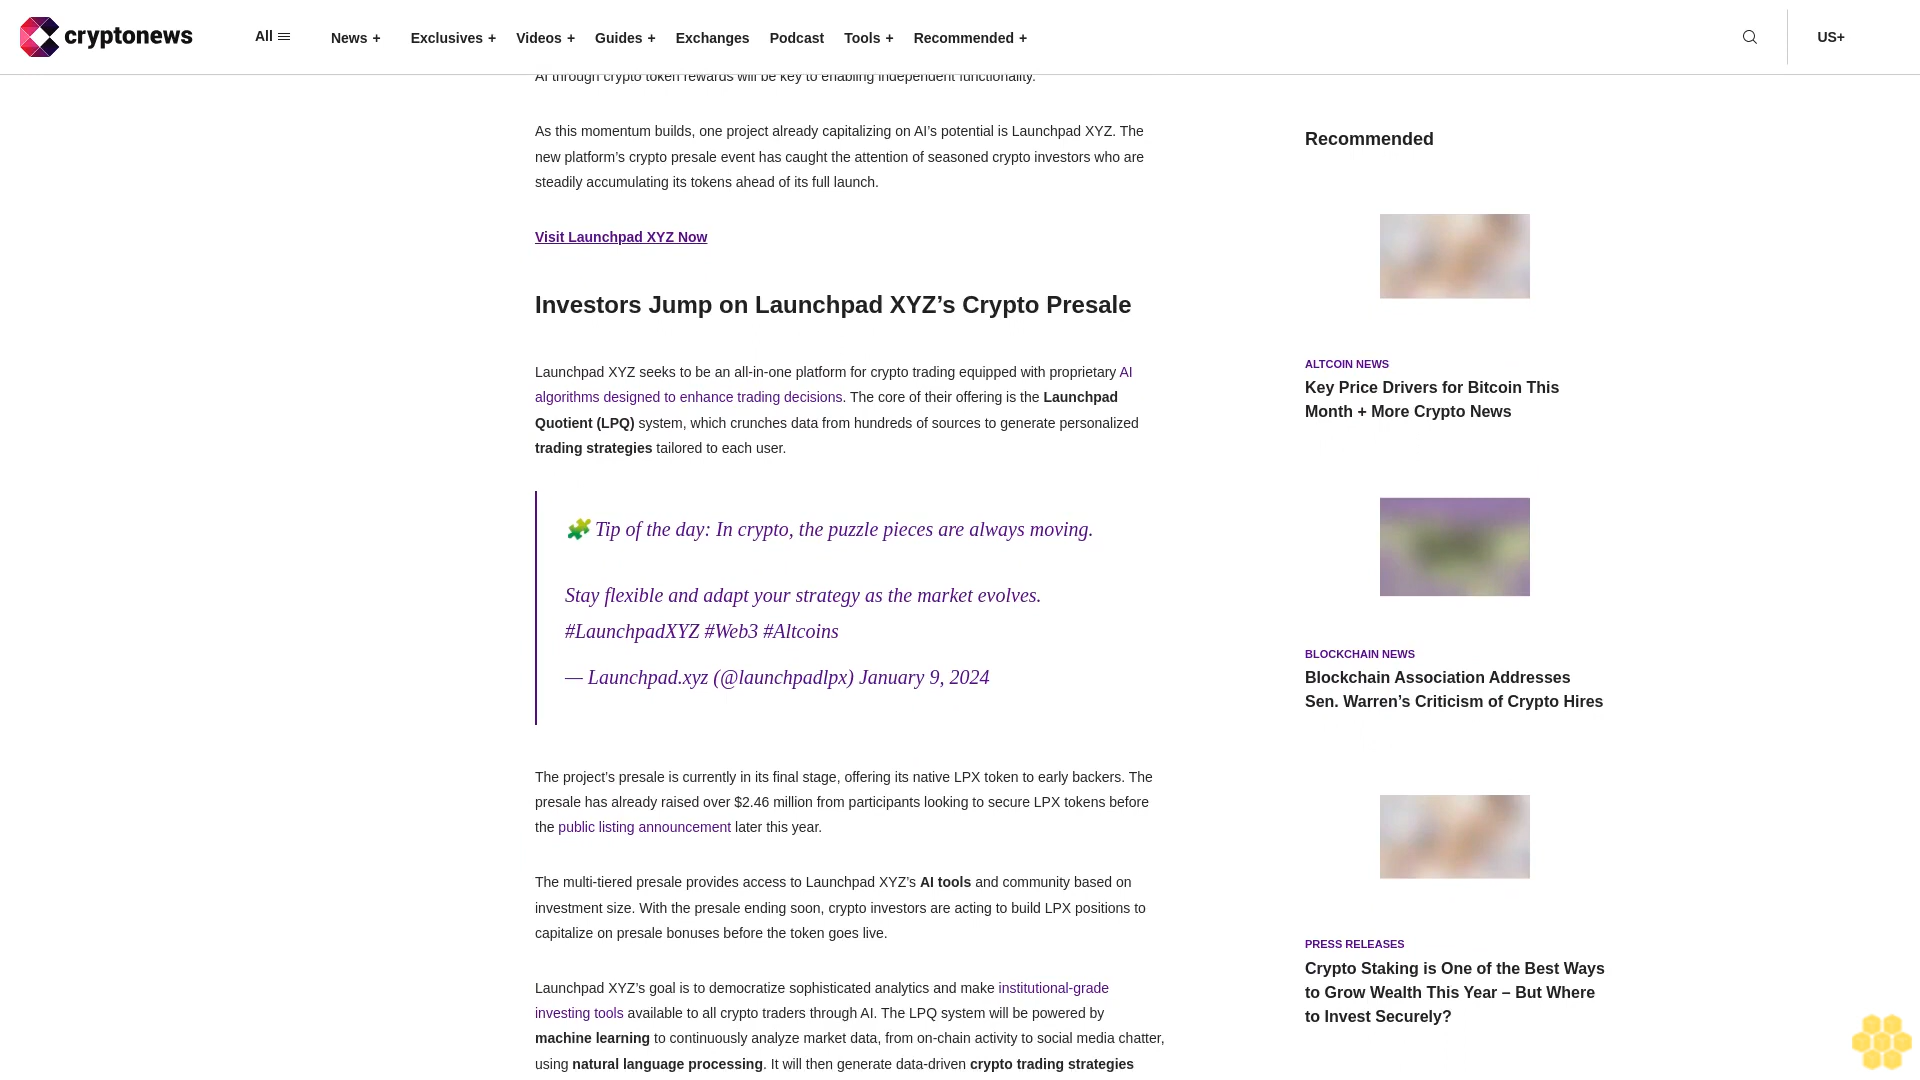 cryptonews
All
News +
Exclusives +
Videos +
Guides +
Exchanges
Podcast
Tools +
Recommended +
US+
AI through crypto token rewards will be key to enabling independent functionality.
As this momentum builds, one project already capitalizing on AI’s potential is Launchpad XYZ. The
new platform’s crypto presale event has caught the attention of seasoned crypto investors who are
steadily accumulating its tokens ahead of its full launch.
Visit Launchpad XYZ Now
Investors Jump on Launchpad XYZ’s Crypto Presale
Launchpad XYZ seeks to be an all-in-one platform for crypto trading equipped with proprietary AI
algorithms designed to enhance trading decisions. The core of their offering is the Launchpad
Quotient (LPQ) system, which crunches data from hundreds of sources to generate personalized
trading strategies tailored to each user.
🧩 Tip of the day: In crypto, the puzzle pieces are always moving.
Stay flexible and adapt your strategy as the market evolves.
#LaunchpadXYZ #Web3 #Altcoins
— Launchpad.xyz (@launchpadlpx) January 9, 2024
The project’s presale is currently in its final stage, offering its native LPX token to early backers. The
presale has already raised over $2.46 million from participants looking to secure LPX tokens before
the public listing announcement later this year.
The multi-tiered presale provides access to Launchpad XYZ’s AI tools and community based on
investment size. With the presale ending soon, crypto investors are acting to build LPX positions to
capitalize on presale bonuses before the token goes live.
Launchpad XYZ’s goal is to democratize sophisticated analytics and make institutional-grade
investing tools available to all crypto traders through AI. The LPQ system will be powered by
machine learning to continuously analyze market data, from on-chain activity to social media chatter,
using natural language processing. It will then generate data-driven crypto trading strategies
Recommended
ALTCOIN NEWS
Key Price Drivers for Bitcoin This
Month + More Crypto News
BLOCKCHAIN NEWS
Blockchain Association Addresses
Sen. Warren’s Criticism of Crypto Hires
PRESS RELEASES
Crypto Staking is One of the Best Ways
to Grow Wealth This Year – But Where
to Invest Securely?